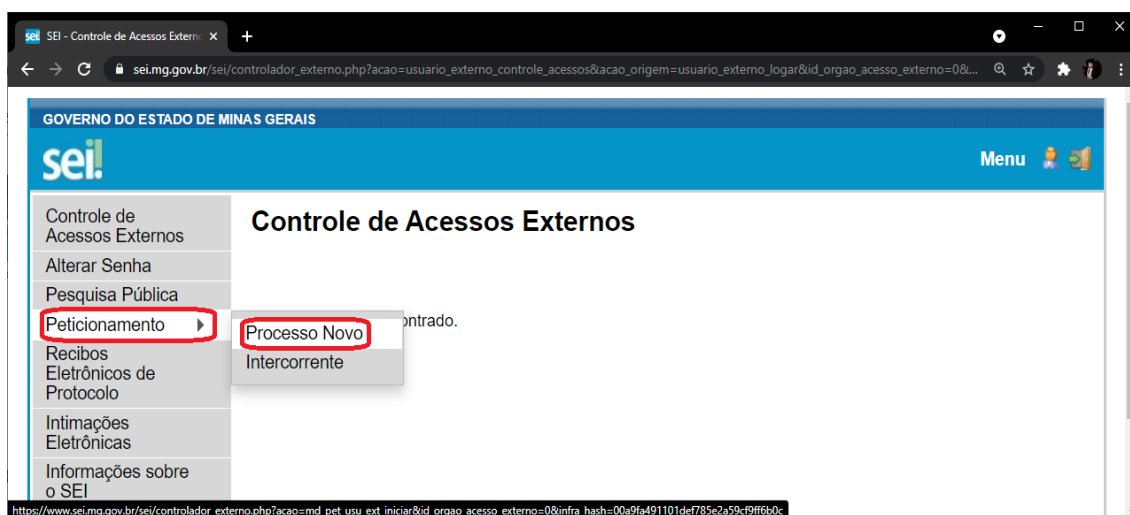 sei! SEI - Controle de Acessos Extern
sei.mg.gov.br/sei/controlador_externo.php?acao=usuario_externo_controle_acessos&acao_origem=usuario_externo_logar&id_orgao_acesso_externo=0&...
GOVERNO DO ESTADO DE MINAS GERAIS
sei!
Menu
Controle de
Acessos Externos
Controle de Acessos Externos
Alterar Senha
Pesquisa Pública
Peticionamento
ontrado.
Processo Novo
Intercorrente
Recibos
Eletrônicos de
Protocolo
Intimações
Eletrônicas
Informações sobre
o SEI
https://www.sei.mg.gov.br/sei/controlador_externo.php?acao=md_pet_usu_ext_iniciar&id_orgao_acesso_externo=0&infra_hash=00a9fa491101def785e2a59cf9ff6b0c